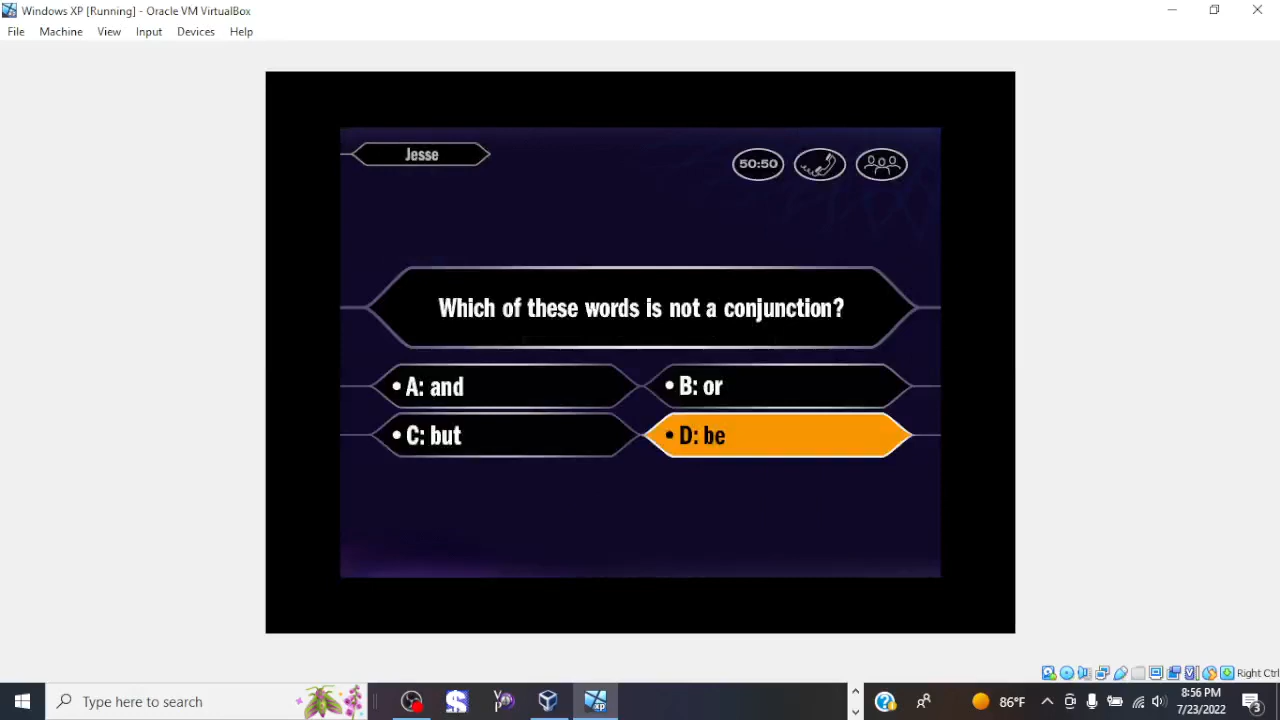 Windows XP [Running] - Oracle VM VirtualBox
File Machine View Input Devices Help
Jesse
50:50
Which of these words is not a conjunction?
• A: and
• B: or
• C: but
• D: be
Right Ctrl
Type here to search
86°F
8:56 PM
7/23/2022
3